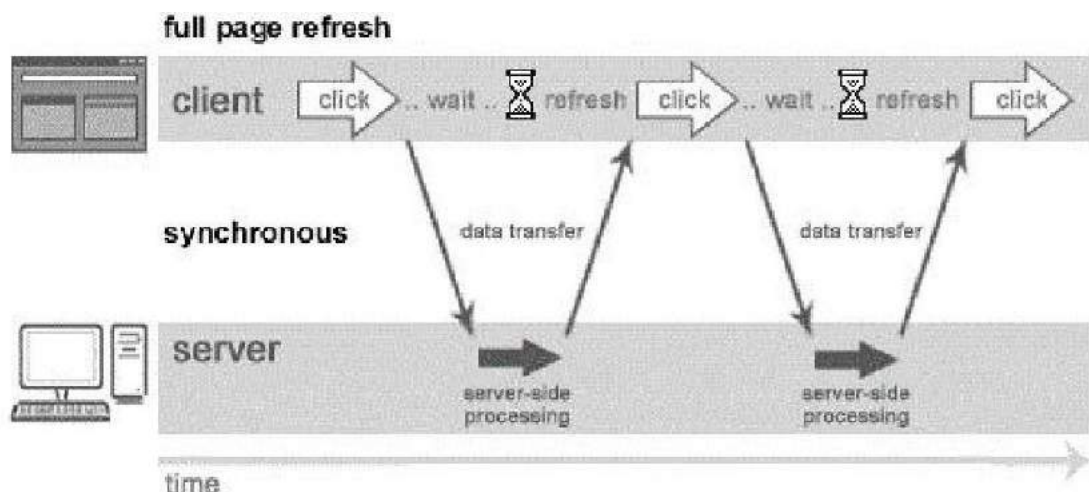 full page refresh
client click .. wait .. refresh click .. wait .. refresh click
synchronous data transfer data transfer
server
server-side processing server-side processing
time